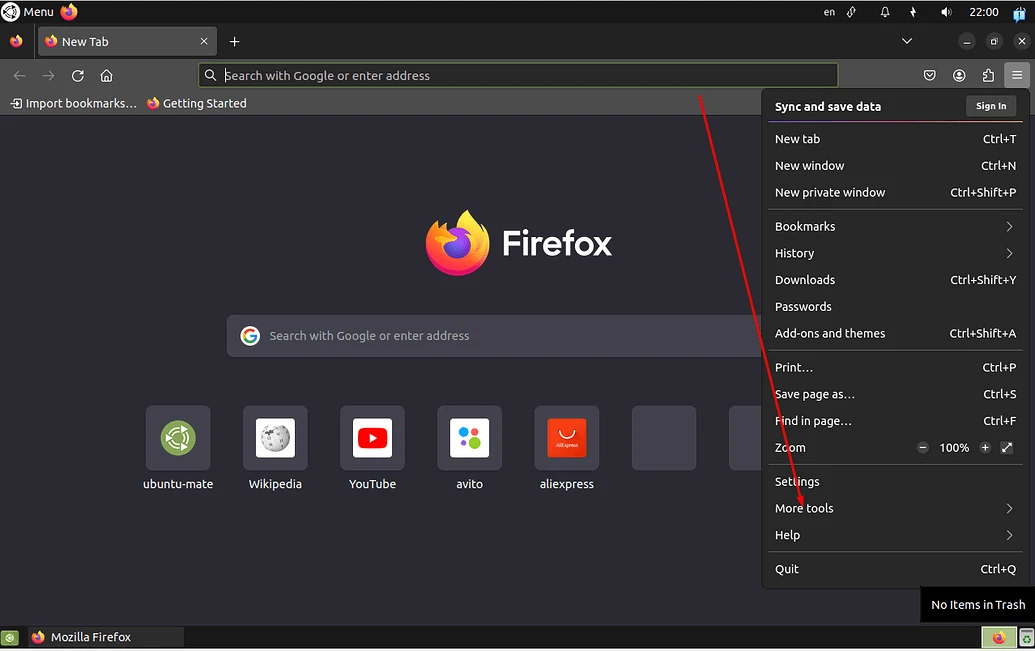 Menu
en
22:00
New Tab
Search with Google or enter address
Import bookmarks…
Getting Started
Sync and save data
Sign In
New tab Ctrl+T
New window Ctrl+N
New private window Ctrl+Shift+P
Bookmarks
History
Downloads Ctrl+Shift+Y
Passwords
Add-ons and themes Ctrl+Shift+A
Print… Ctrl+P
Save page as… Ctrl+S
Find in page… Ctrl+F
Zoom 100%
Settings
More tools
Help
Quit Ctrl+Q
Firefox
Search with Google or enter address
AliExpress
ubuntu-mate
Wikipedia
YouTube
avito
aliexpress
No Items in Trash
Mozilla Firefox